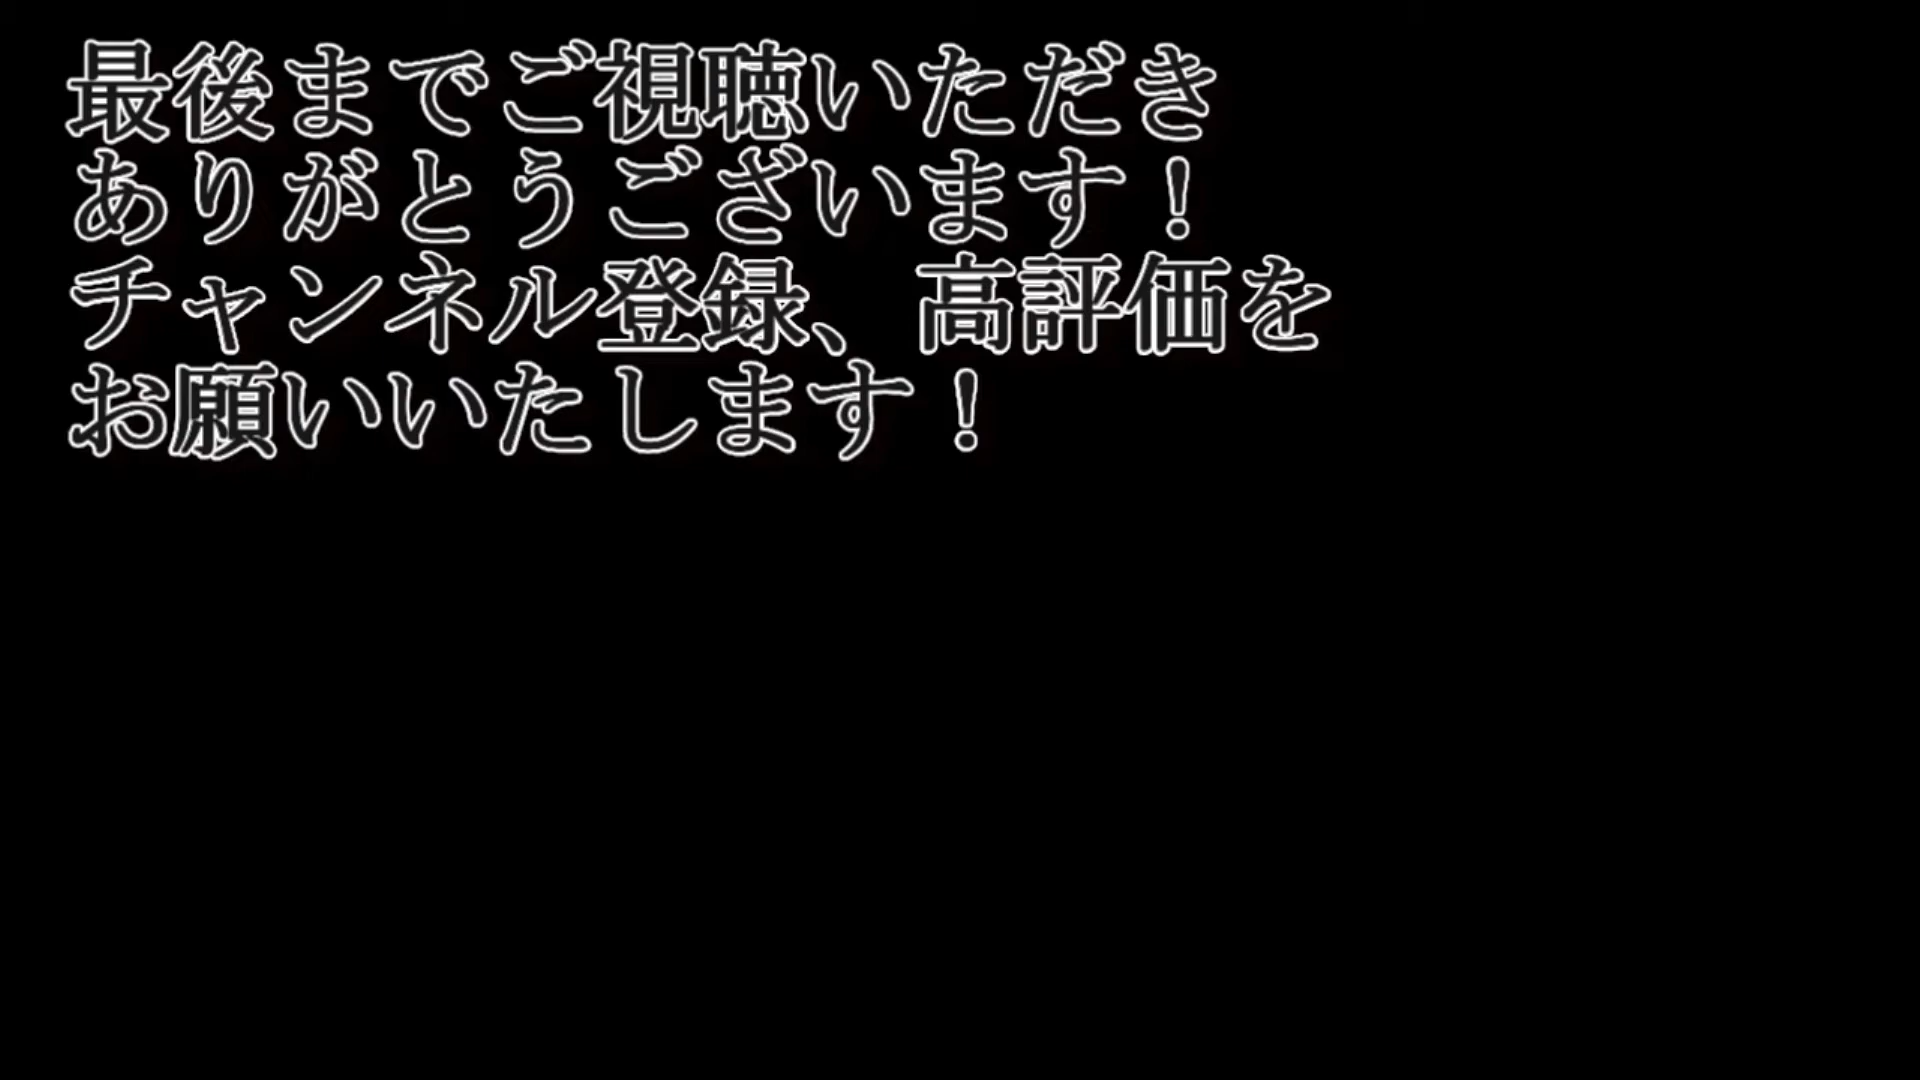 最後までご視聴いただき
ありがとうございます！
チャンネル登録、高評価を
お願いいたします！